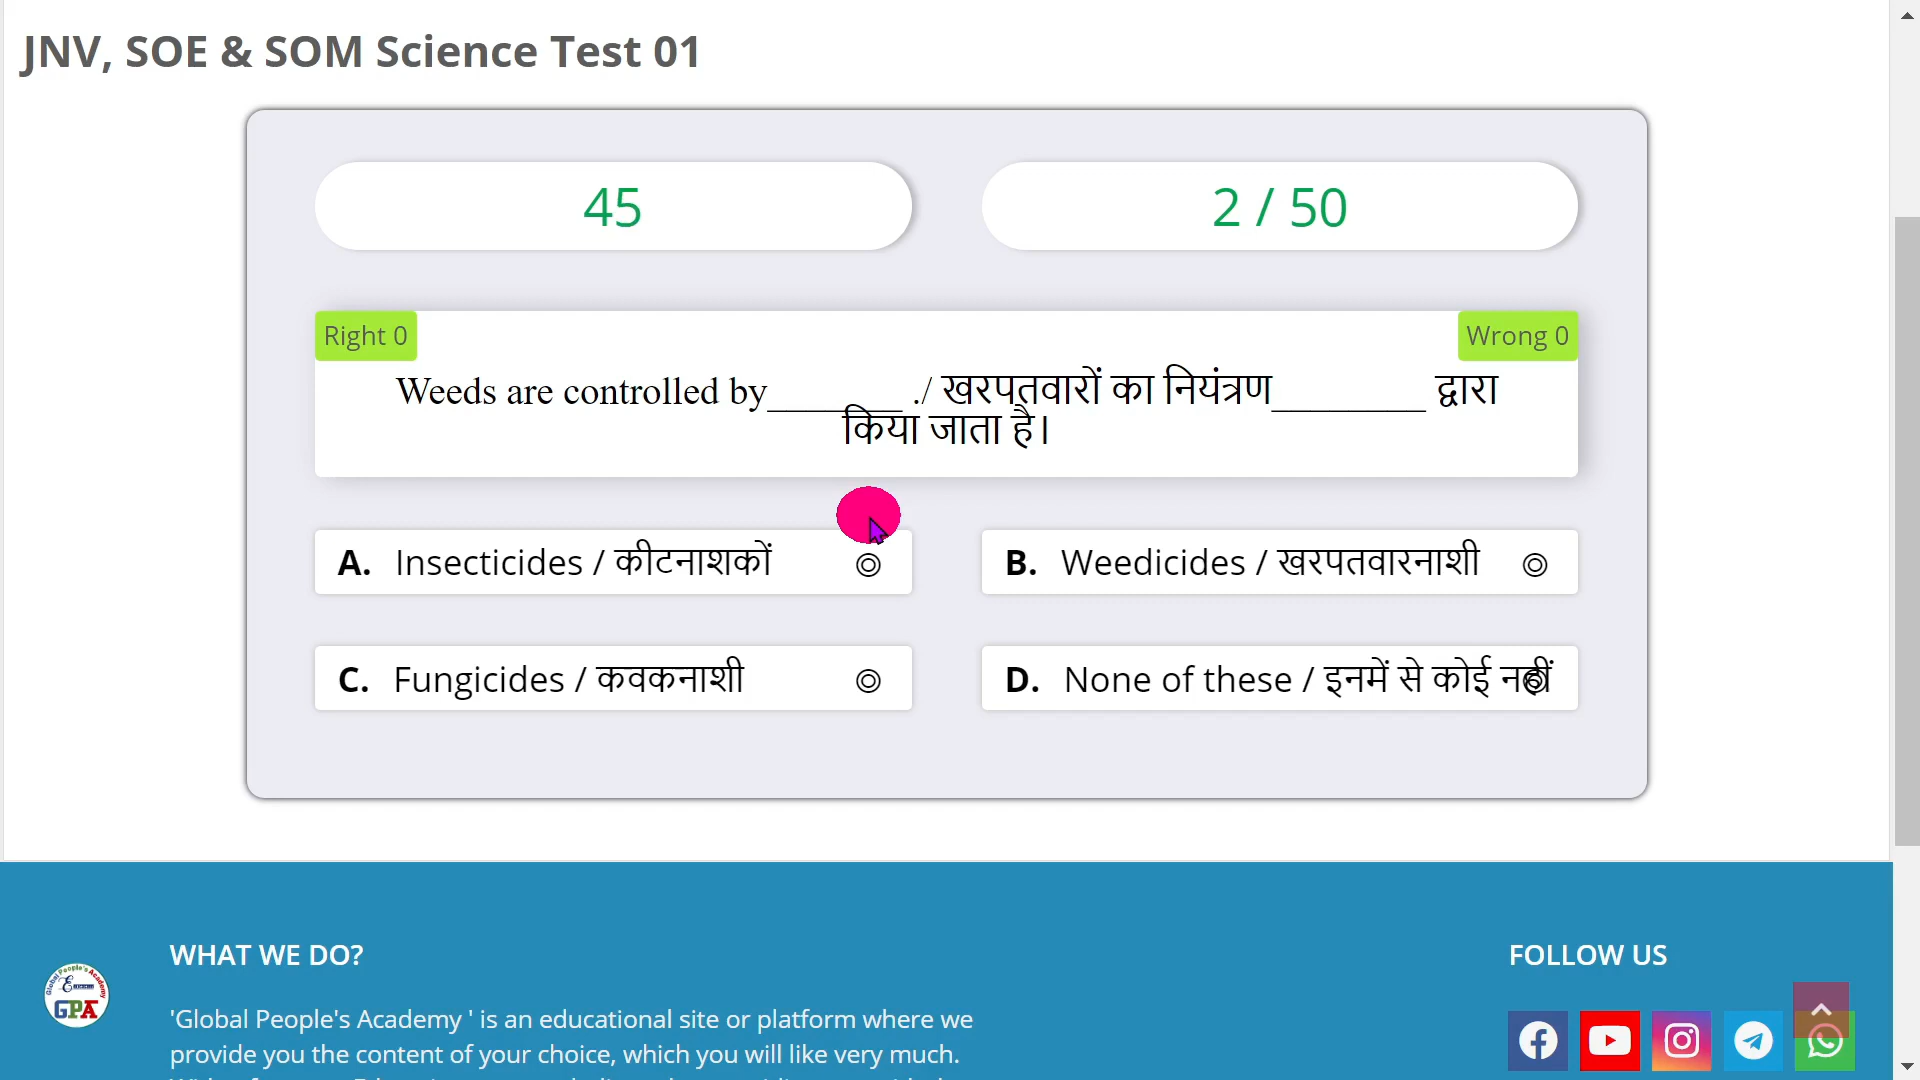 JNV, SOE & SOM Science Test 01
45
2 / 50
Right 0
Wrong 0
Weeds are controlled by_______ ./ खरपतवारों का नियंत्रण________ द्वारा
किया जाता है।
A. Insecticides / कीटनाशकों
B. Weedicides / खरपतवारनाशी
C. Fungicides / कवकनाशी
D. None of these / इनमें से कोई नहीं
WHAT WE DO?
FOLLOW US
Global People's Academy
GPA
'Global People's Academy ' is an educational site or platform where we
provide you the content of your choice, which you will like very much.